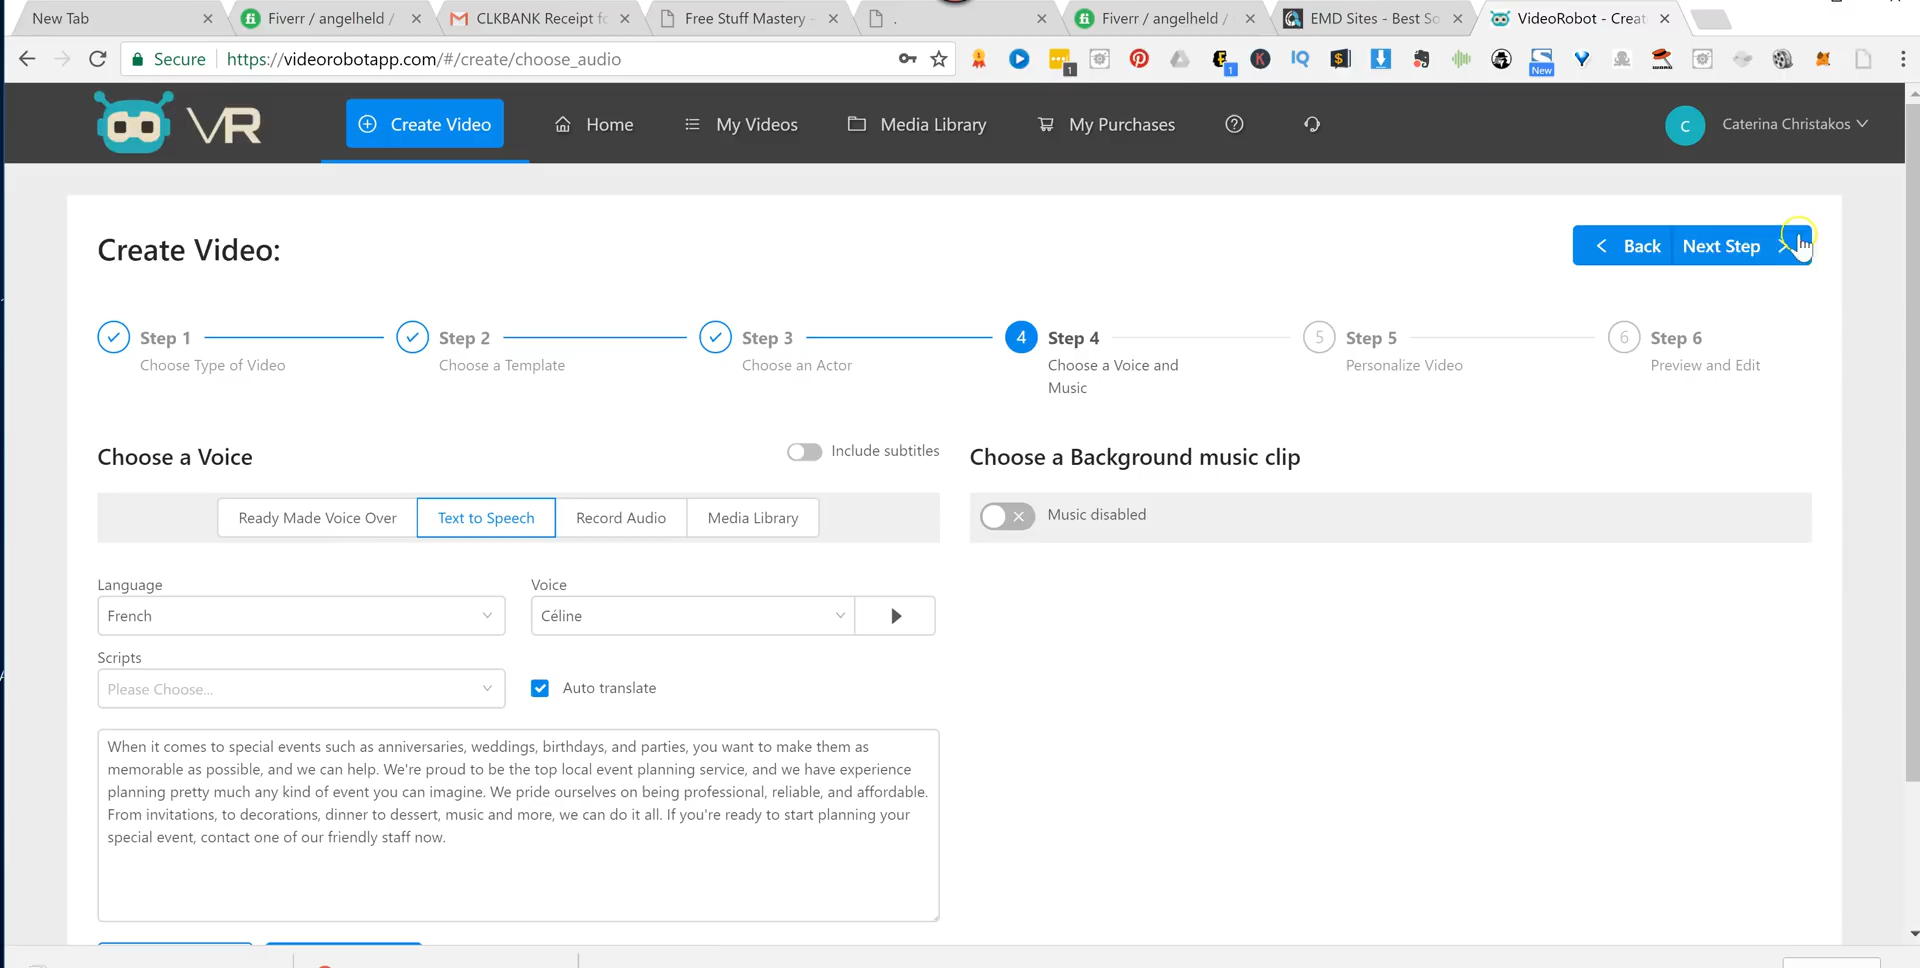 New Tab
Fiverr / angelheld /
CLKBANK Receipt fo
Free Stuff Mastery -
.
Fiverr / angelheld /
EMD Sites - Best So
VideoRobot - Creat
Secure
https://videorobotapp.com/#/create/choose_audio
1
1
K
IQ
$
New
VR
Create Video
Home
My Videos
Media Library
My Purchases
C
Caterina Christakos
Create Video:
Back
Next Step
Step 1
Choose Type of Video
Step 2
Choose a Template
Step 3
Choose an Actor
4
Step 4
Choose a Voice and
Music
5
Step 5
Personalize Video
6
Step 6
Preview and Edit
Choose a Voice
Include subtitles
Ready Made Voice Over
Text to Speech
Record Audio
Media Library
Language
French
Voice
Céline
Scripts
Please Choose...
Auto translate
When it comes to special events such as anniversaries, weddings, birthdays, and parties, you want to make them as
memorable as possible, and we can help. We're proud to be the top local event planning service, and we have experience
planning pretty much any kind of event you can imagine. We pride ourselves on being professional, reliable, and affordable.
From invitations, to decorations, dinner to dessert, music and more, we can do it all. If you're ready to start planning your
special event, contact one of our friendly staff now.
Choose a Background music clip
Music disabled